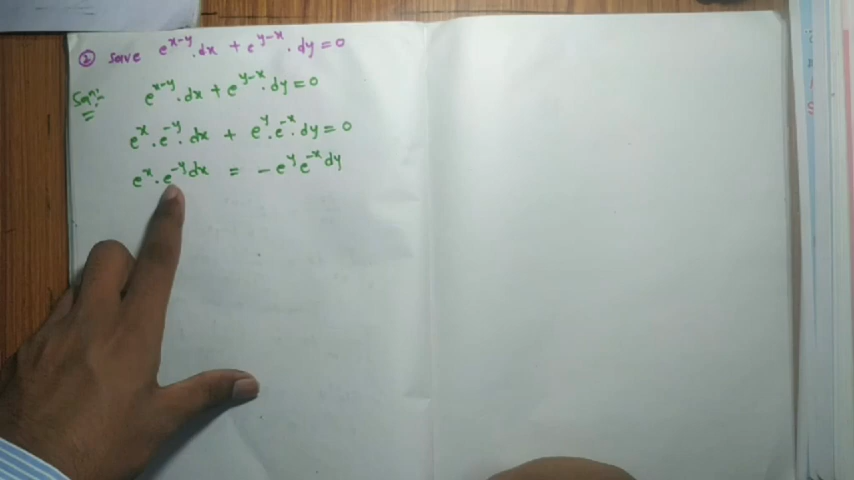 ② Solve e^{x-y}.dx + e^{y-x}.dy = 0
Soln:- e^{x-y}.dx + e^{y-x}.dy = 0
e^x.e^{-y}.dx + e^y.e^{-x}.dy = 0
e^x.e^{-y}dx = -e^y e^{-x}dy